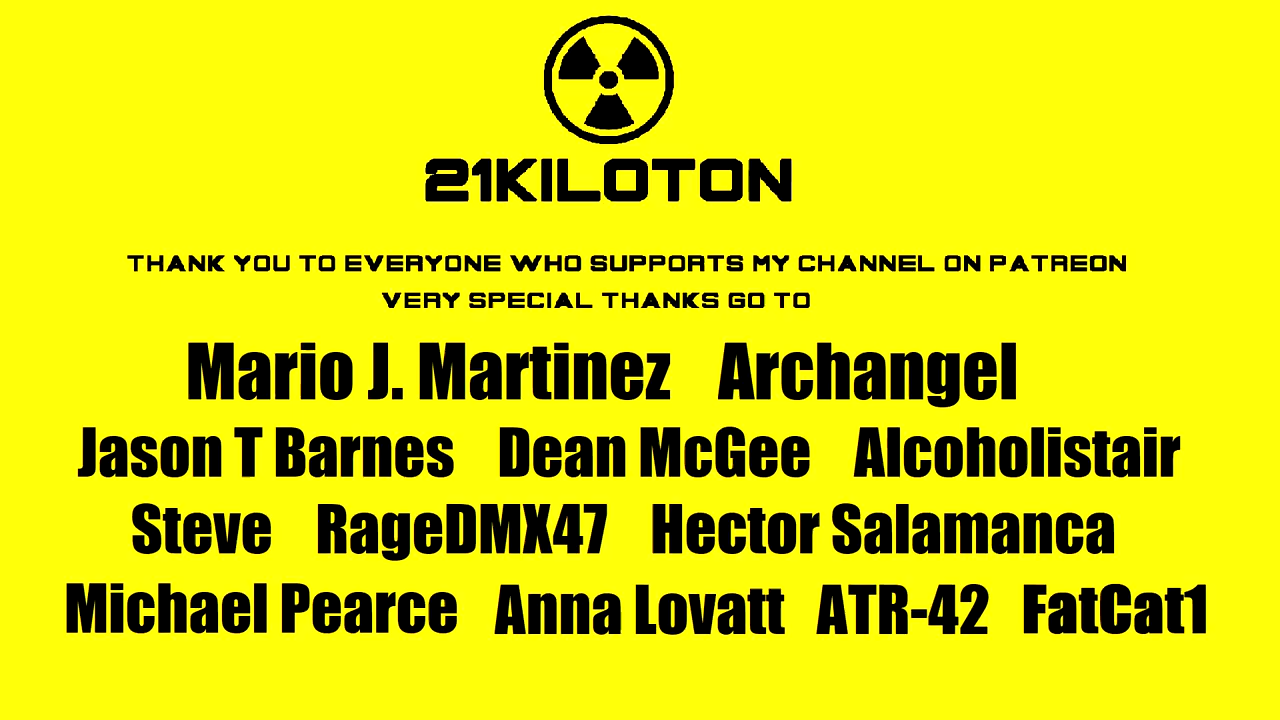 21KILOTON
THANK YOU TO EVERYONE WHO SUPPORTS MY CHANNEL ON PATREON
VERY SPECIAL THANKS GO TO
Mario J. Martinez Archangel
Jason T Barnes Dean McGee Alcoholistair
Steve RageDMX47 Hector Salamanca
Michael Pearce Anna Lovatt ATR-42 FatCat1